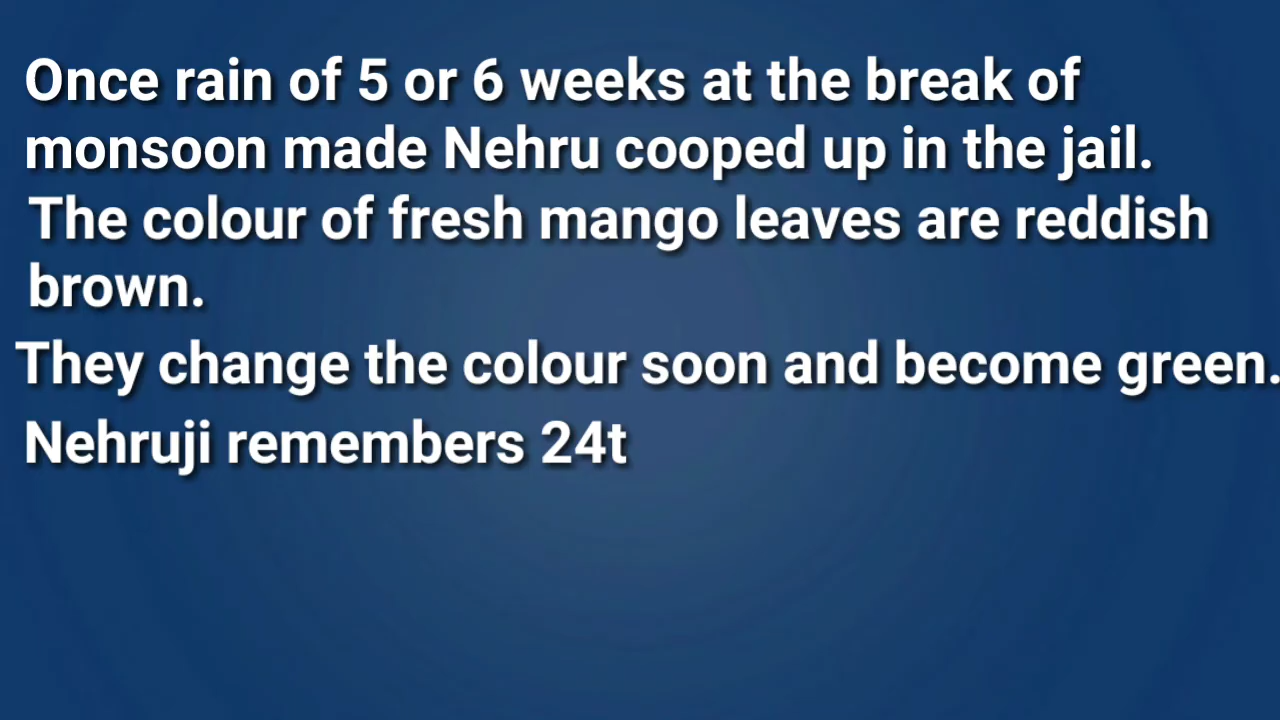 Once rain of 5 or 6 weeks at the break of
monsoon made Nehru cooped up in the jail.
The colour of fresh mango leaves are reddish
brown.
They change the colour soon and become green.
Nehruji remembers 24t